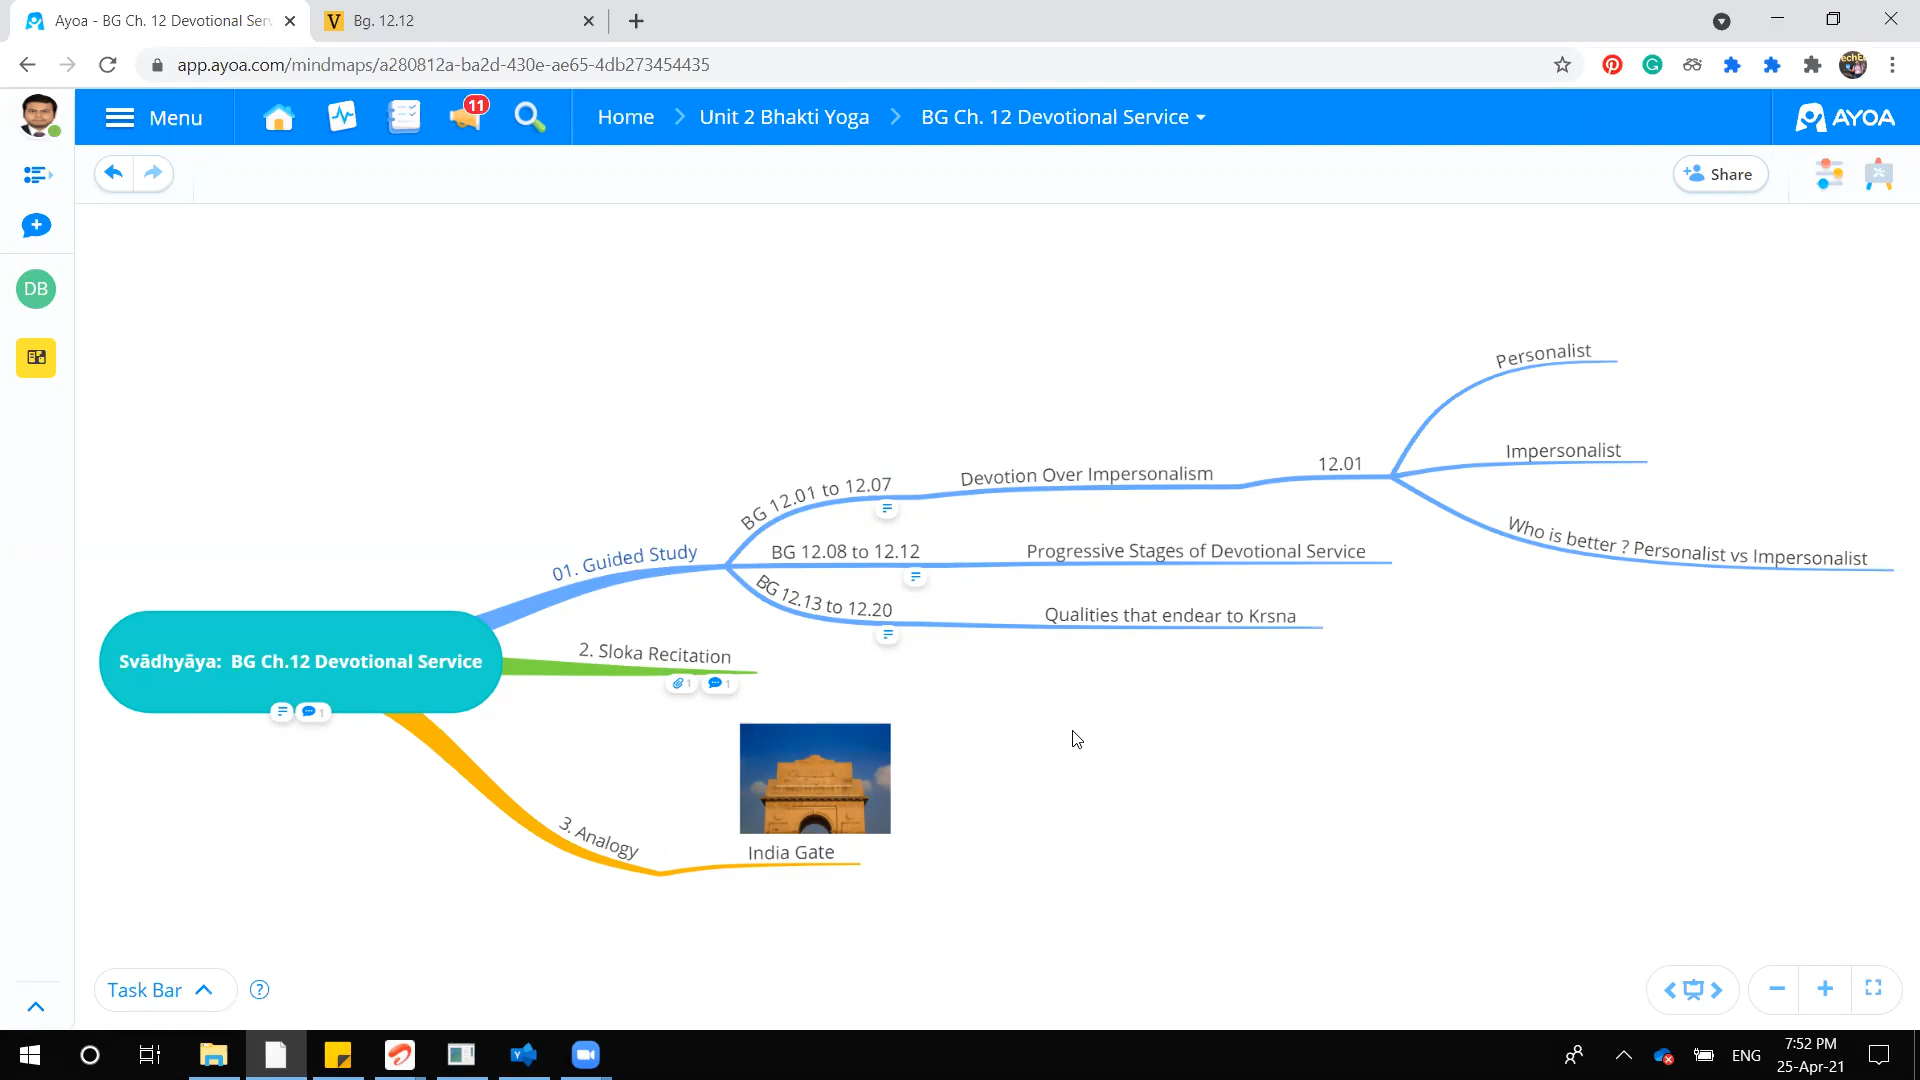 Ayoa - BG Ch. 12 Devotional Ser
Bg. 12.12
app.ayoa.com/mindmaps/a280812a-ba2d-430e-ae65-4db273454435
Menu
11
Home
Unit 2 Bhakti Yoga
BG Ch. 12 Devotional Service
AYOA
Share
DB
Personalist
Impersonalist
12.01
Who is better ? Personalist vs Impersonalist
Devotion Over Impersonalism
BG 12.01 to 12.07
01. Guided Study
BG 12.08 to 12.12
Progressive Stages of Devotional Service
BG 12.13 to 12.20
Qualities that endear to Krsna
Svādhyāya: BG Ch.12 Devotional Service
1
2. Sloka Recitation
1
1
3. Analogy
India Gate
Task Bar
?
ENG
7:52 PM
25-Apr-21